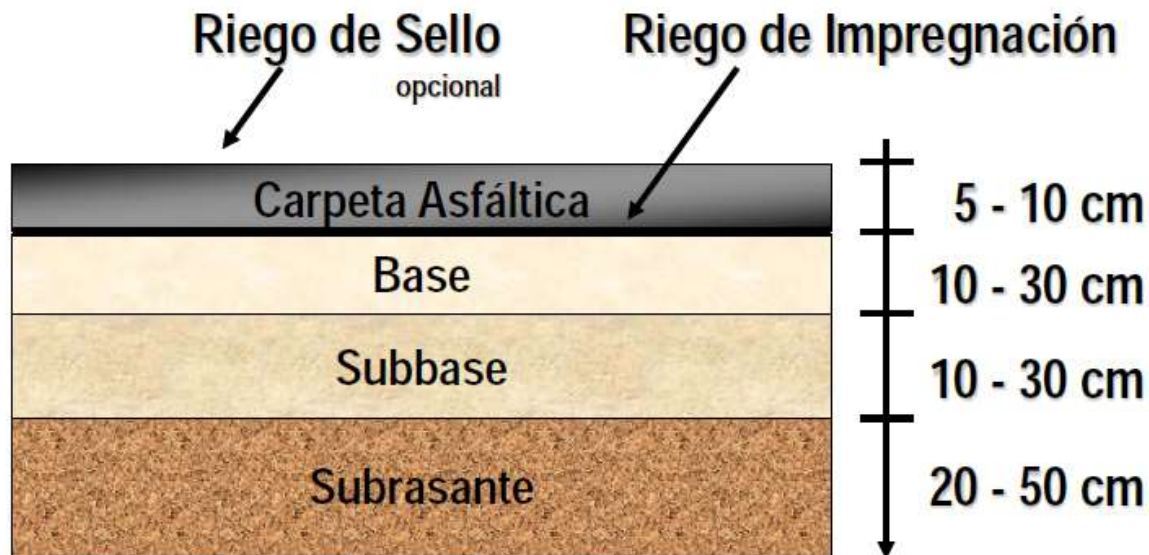 Riego de Sello
opcional
Riego de Impregnación
Carpeta Asfáltica
5 - 10 cm
Base
10 - 30 cm
Subbase
10 - 30 cm
Subrasante
20 - 50 cm